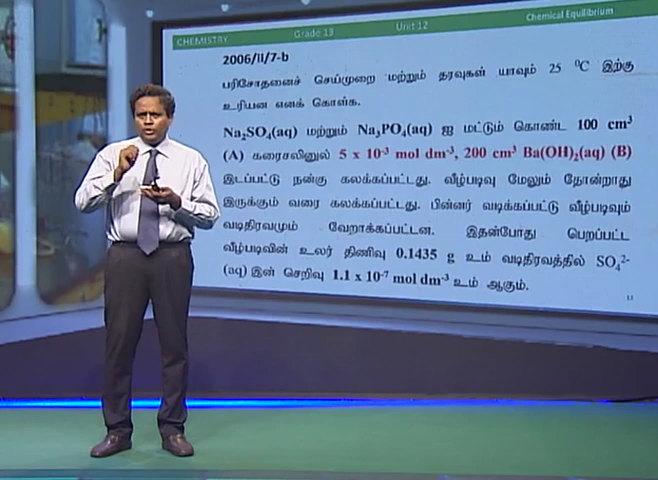 CHEMISTRY Grade 13 Unit 12 Chemical Equilibrium
2006/ii/7-b
பரிசோதனைச் செய்முறை மற்றும் தரவுகள் யாவும் 25 ⁰C இற்கு
உரியன எனக் கொள்க.
Na₂SO₄(aq) மற்றும் Na₃PO₄(aq) ஐ மட்டும் கொண்ட 100 cm³
(A) கரைசலினுல் 5 x 10⁻³ mol dm⁻³, 200 cm³ Ba(OH)₂(aq) (B)
இடப்பட்டு நன்கு கலக்கப்பட்டது. வீழ்படிவு மேலும் தோன்றாது
இருக்கும் வரை கலக்கப்பட்டது. பின்னர் வடிக்கப்பட்டு வீழ்படிவும்
வடிதிரவமும் வேறாக்கப்பட்டன. இதன்போது பெறப்பட்ட
வீழ்படிவின் உலர் திணிவு 0.1435 g உம் வடிதிரவத்தில் SO₄²⁻
(aq) இன் செறிவு 1.1 x 10⁻⁷ mol dm⁻³ உம் ஆகும்.